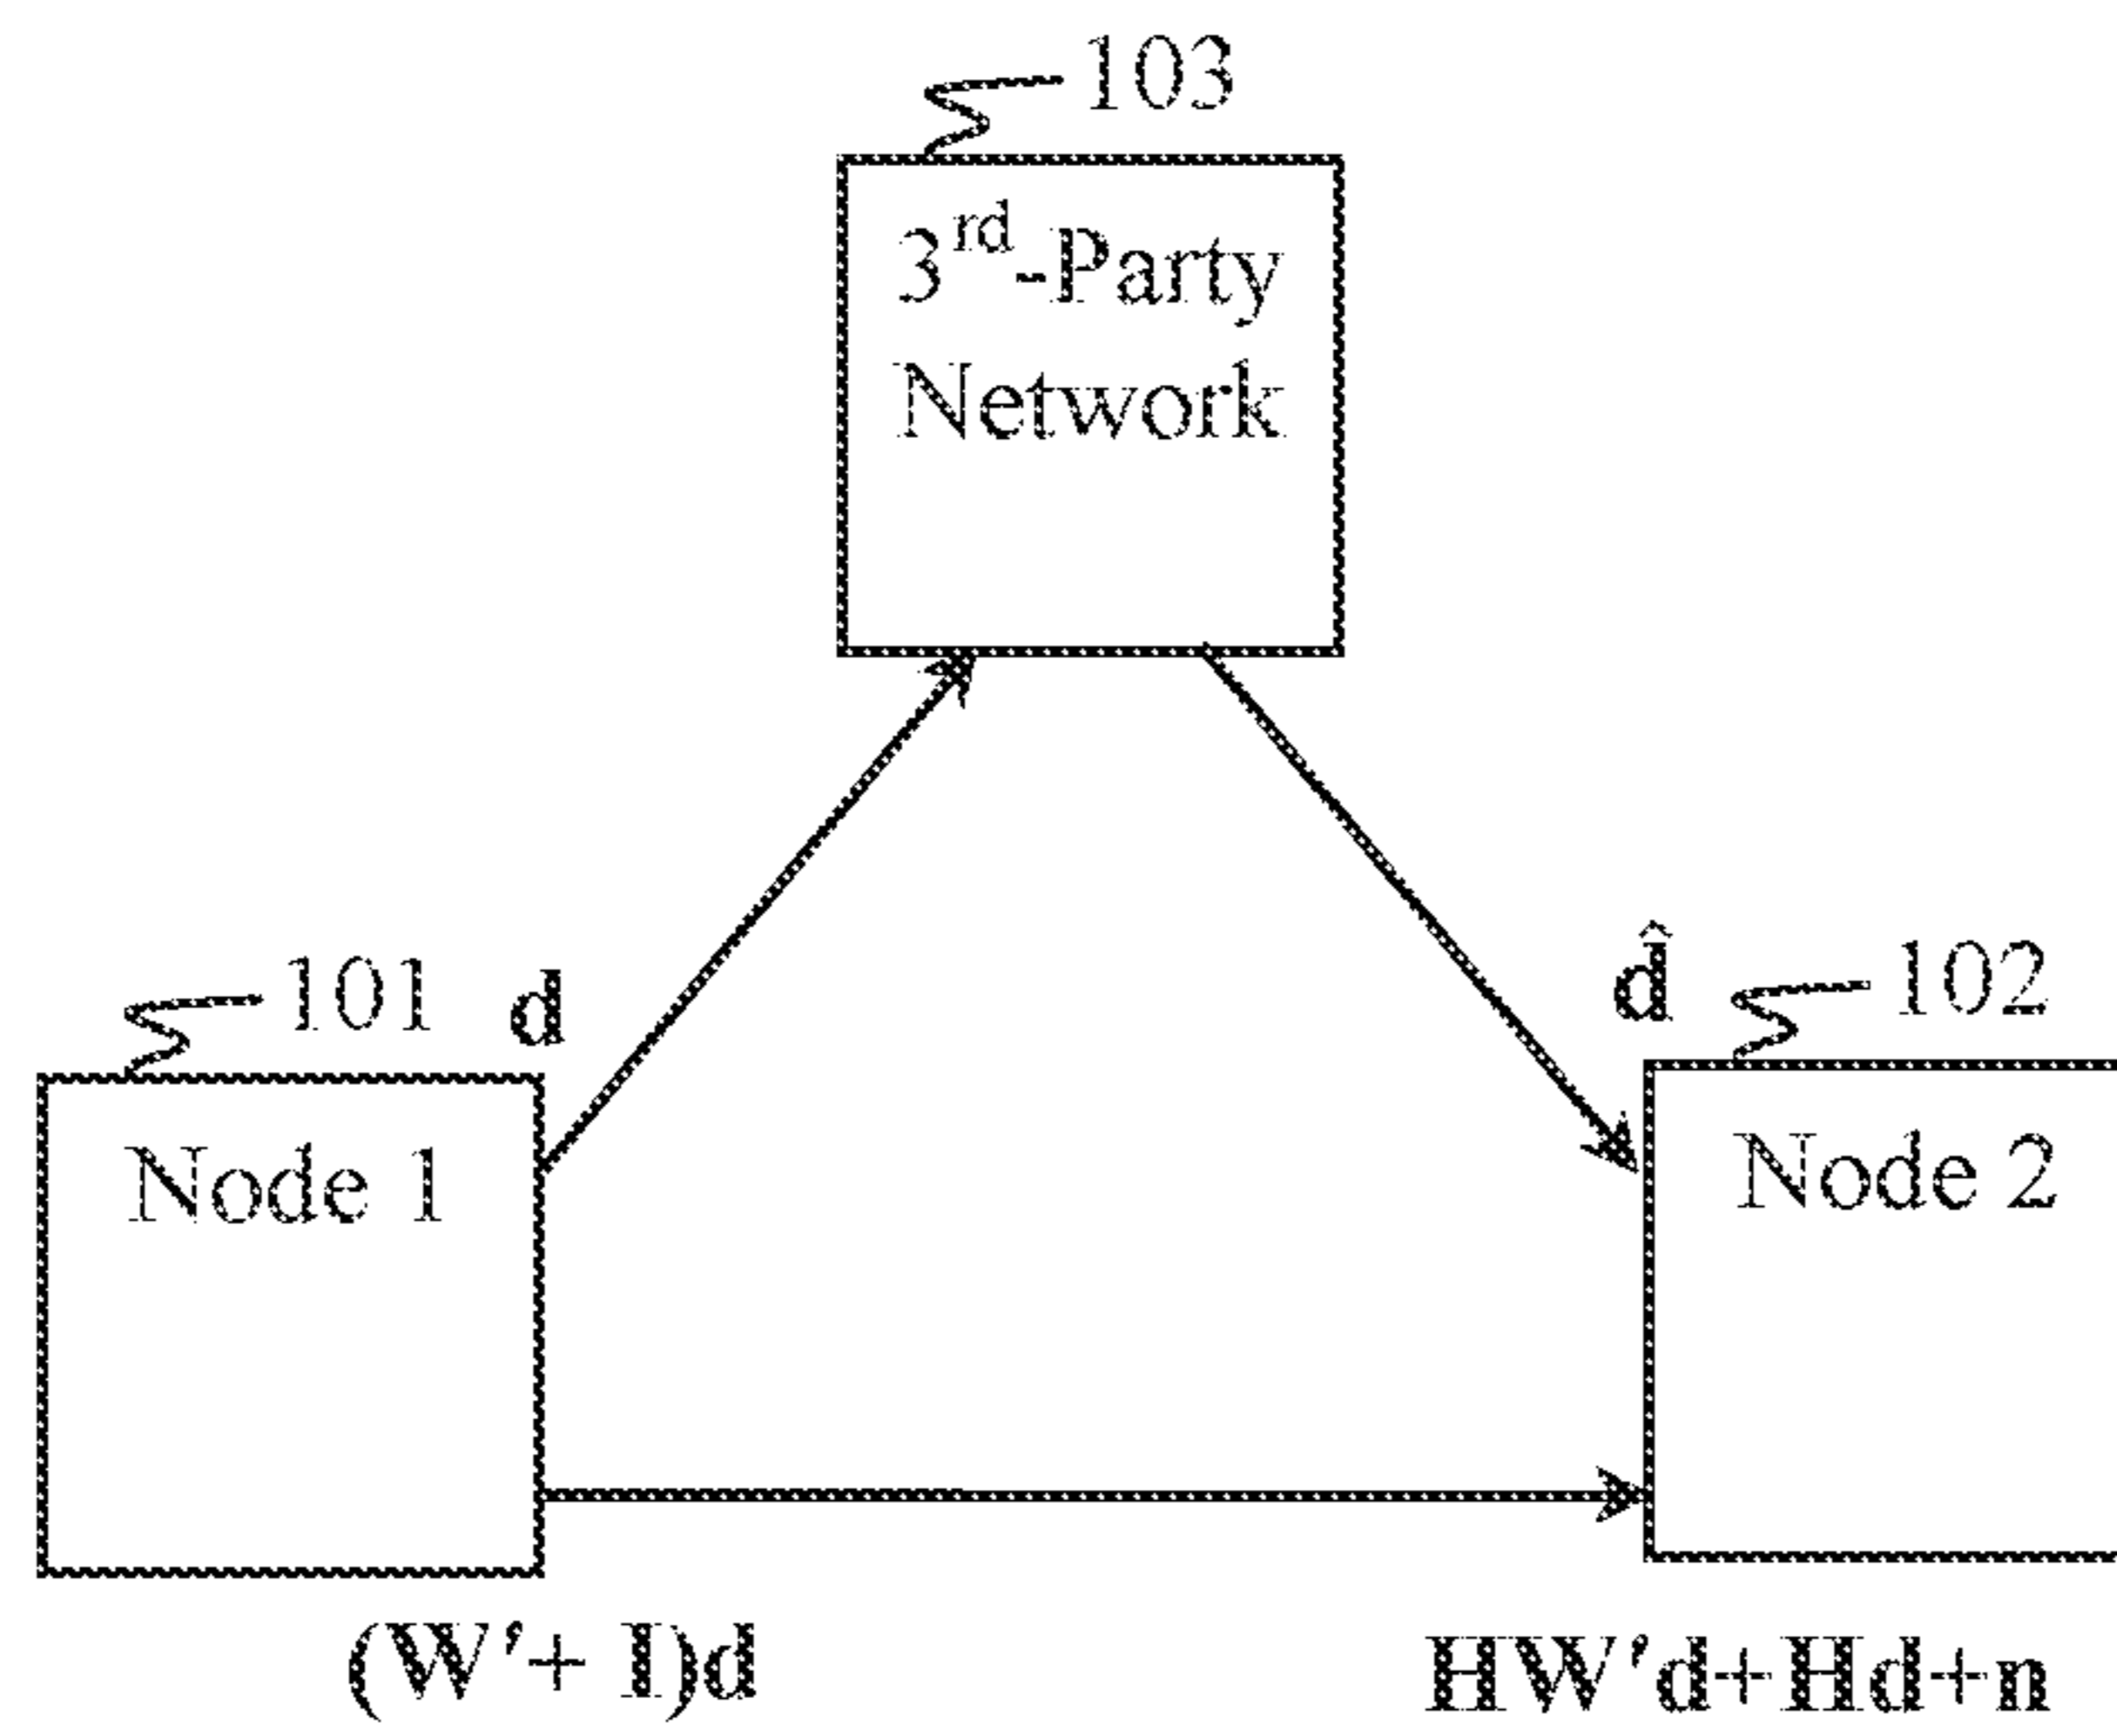 103
3rd-Party
Network
101 d
d̂ 102
Node 1
Node 2
(W′+ I)d
HW′d+Hd+n